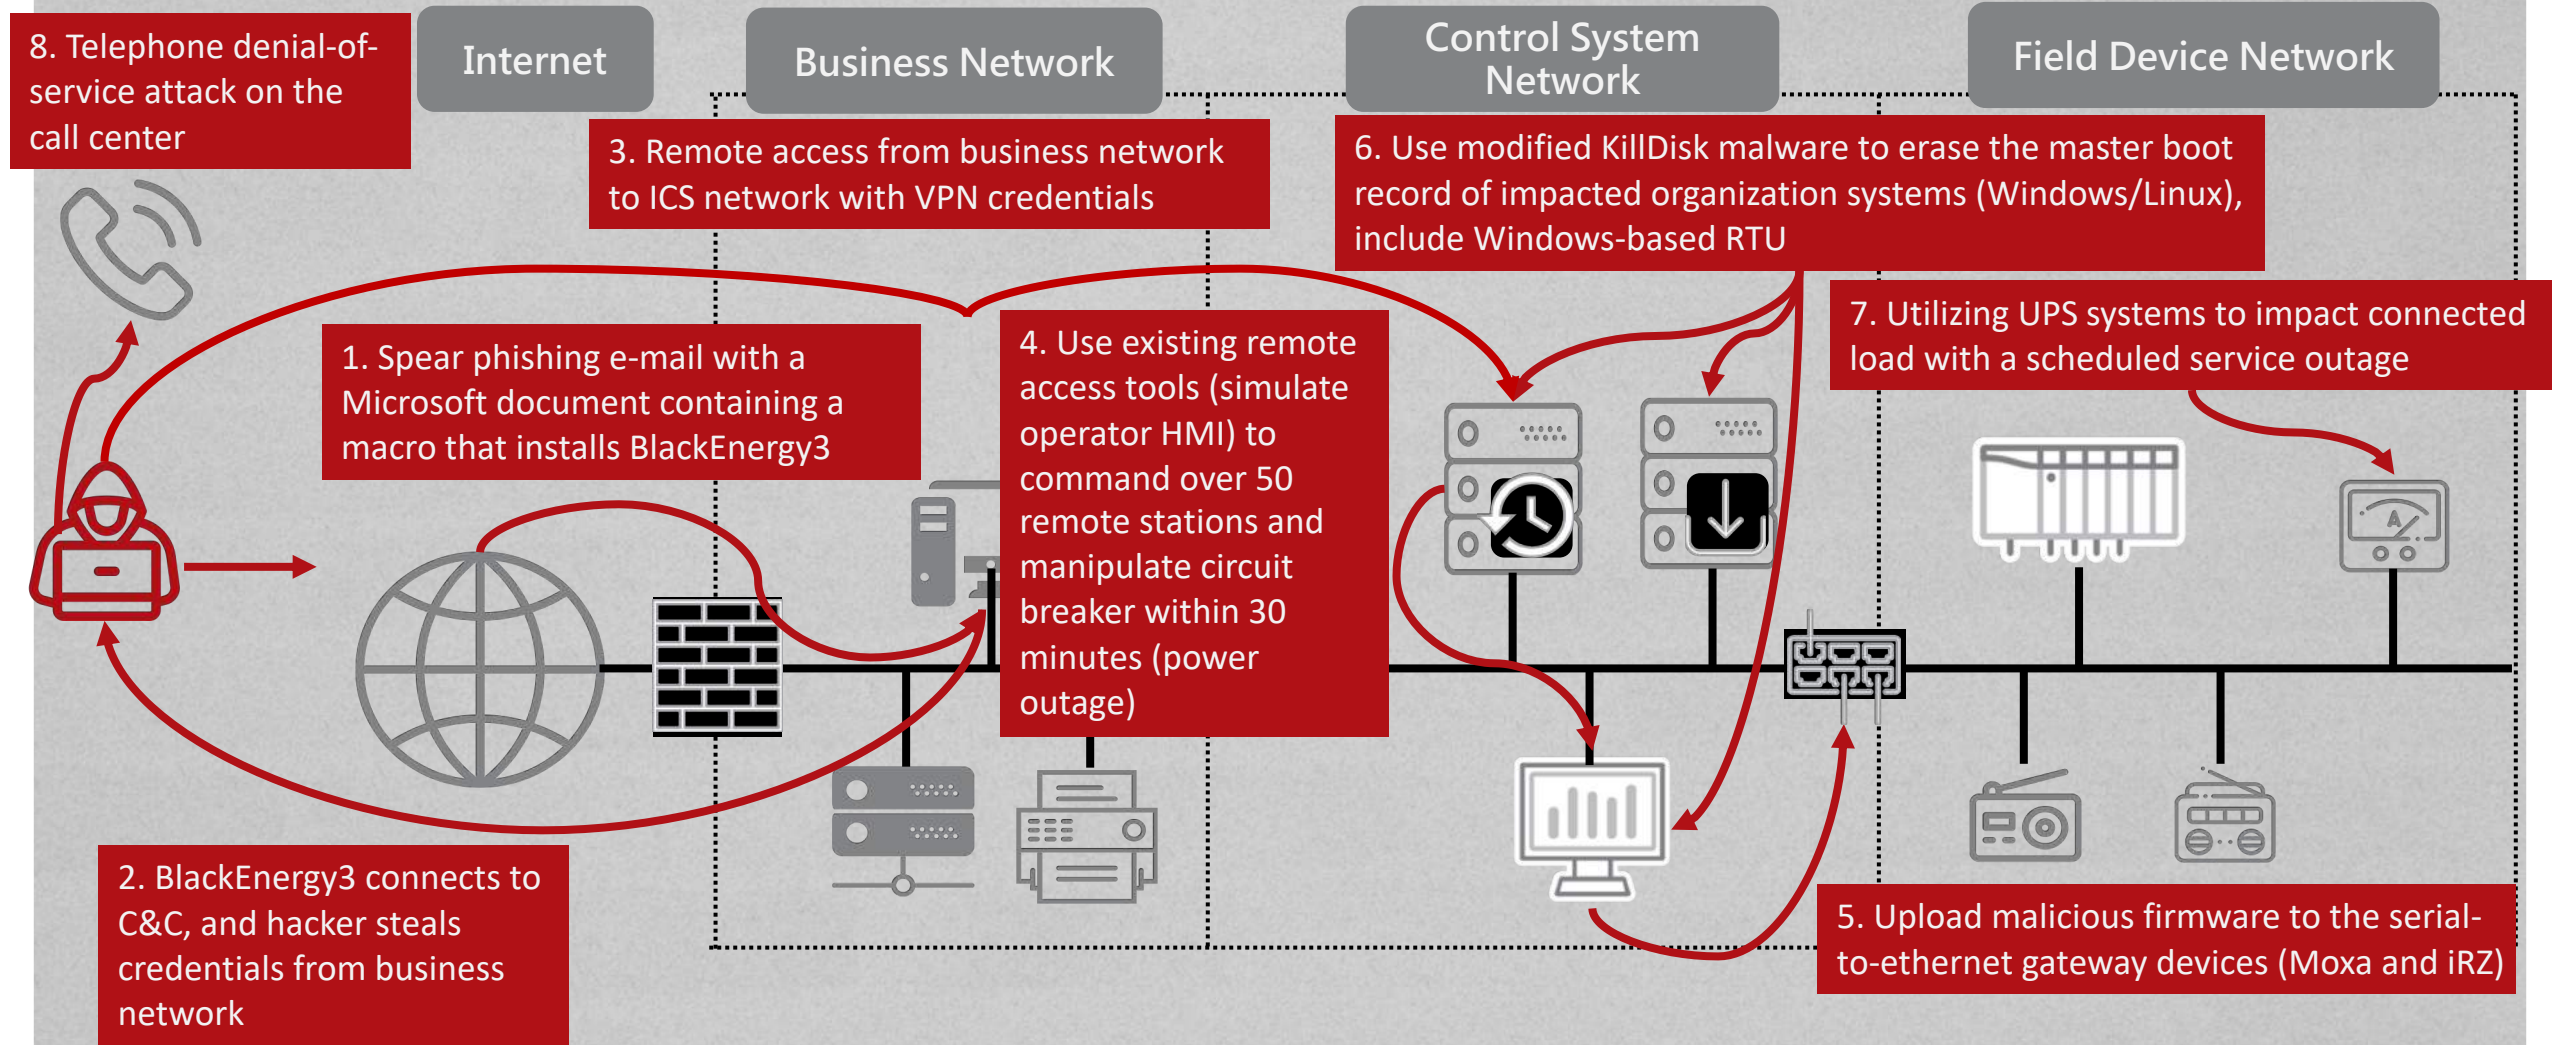 8. Telephone denial-of-
service attack on the
call center
Internet
Business Network
Control System
Network
Field Device Network
3. Remote access from business network
to ICS network with VPN credentials
6. Use modified KillDisk malware to erase the master boot
record of impacted organization systems (Windows/Linux),
include Windows-based RTU
1. Spear phishing e-mail with a
Microsoft document containing a
macro that installs BlackEnergy3
4. Use existing remote
access tools (simulate
operator HMI) to
command over 50
remote stations and
manipulate circuit
breaker within 30
minutes (power
outage)
7. Utilizing UPS systems to impact connected
load with a scheduled service outage
A
2. BlackEnergy3 connects to
C&C, and hacker steals
credentials from business
network
5. Upload malicious firmware to the serial-
to-ethernet gateway devices (Moxa and iRZ)